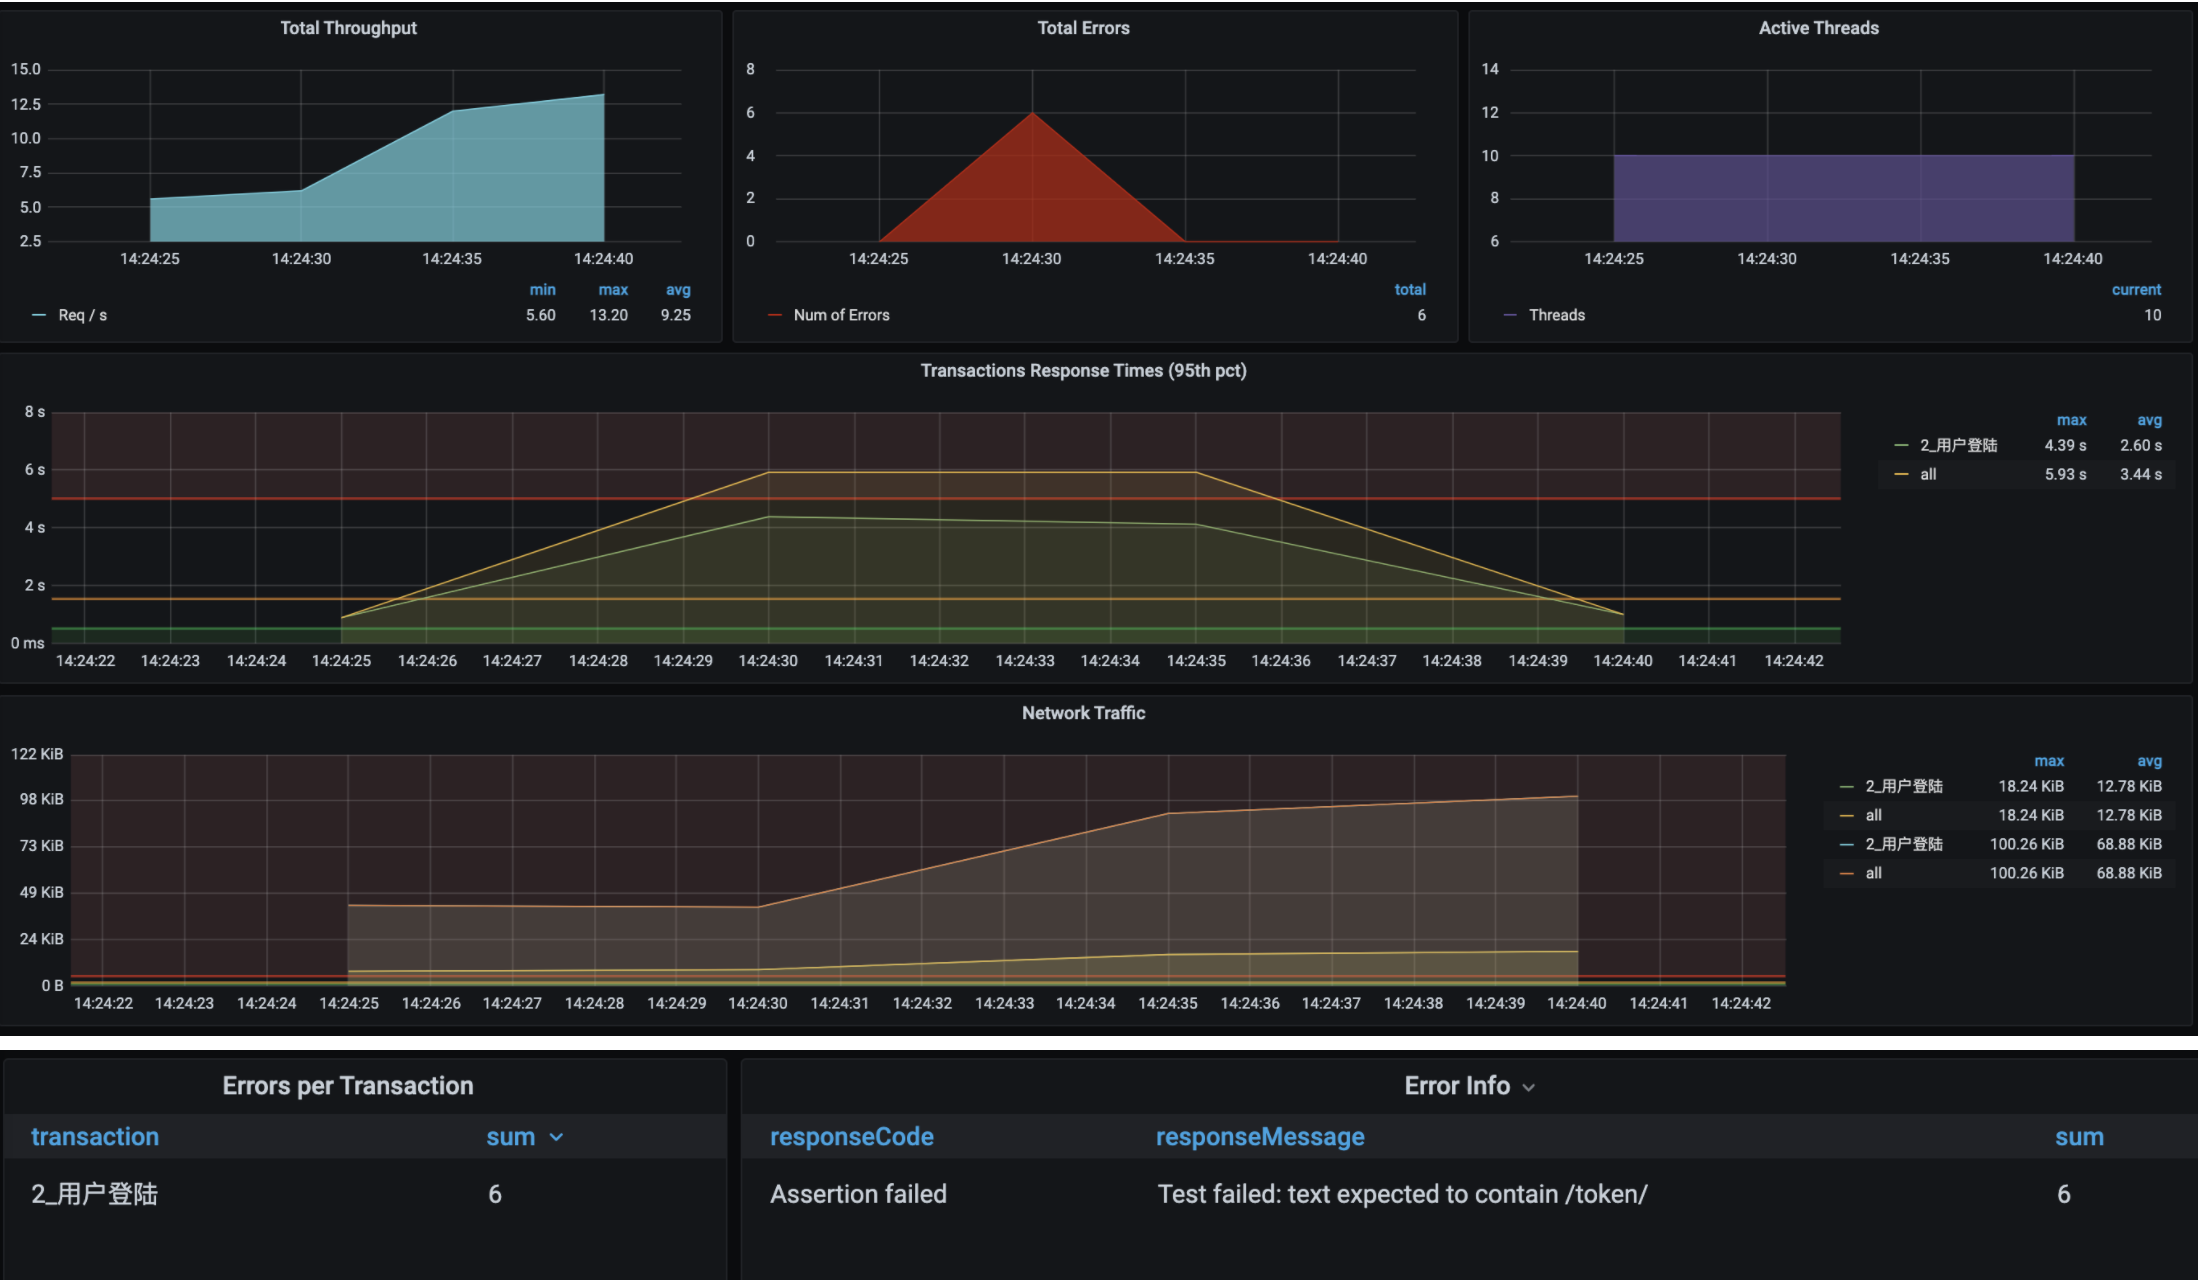 Total Throughput
15.0
12.5
10.0
7.5
5.0
2.5
14:24:25 14:24:30 14:24:35 14:24:40
min max avg
Req / s 5.60 13.20 9.25
Total Errors
8
6
4
2
0
14:24:25 14:24:30 14:24:35 14:24:40
total
Num of Errors 6
Active Threads
14
12
10
8
6
14:24:25 14:24:30 14:24:35 14:24:40
current
Threads 10
Transactions Response Times (95th pct)
8 s
6 s
4 s
2 s
0 ms
14:24:22 14:24:23 14:24:24 14:24:25 14:24:26 14:24:27 14:24:28 14:24:29 14:24:30 14:24:31 14:24:32 14:24:33 14:24:34 14:24:35 14:24:36 14:24:37 14:24:38 14:24:39 14:24:40 14:24:41 14:24:42
max avg
2_用户登陆 4.39 s 2.60 s
all 5.93 s 3.44 s
Network Traffic
122 KiB
98 KiB
73 KiB
49 KiB
24 KiB
0 B
14:24:22 14:24:23 14:24:24 14:24:25 14:24:26 14:24:27 14:24:28 14:24:29 14:24:30 14:24:31 14:24:32 14:24:33 14:24:34 14:24:35 14:24:36 14:24:37 14:24:38 14:24:39 14:24:40 14:24:41 14:24:42
max avg
2_用户登陆 18.24 KiB 12.78 KiB
all 18.24 KiB 12.78 KiB
2_用户登陆 100.26 KiB 68.88 KiB
all 100.26 KiB 68.88 KiB
Errors per Transaction
transaction sum
2_用户登陆 6
Error Info
responseCode responseMessage sum
Assertion failed Test failed: text expected to contain /token/ 6